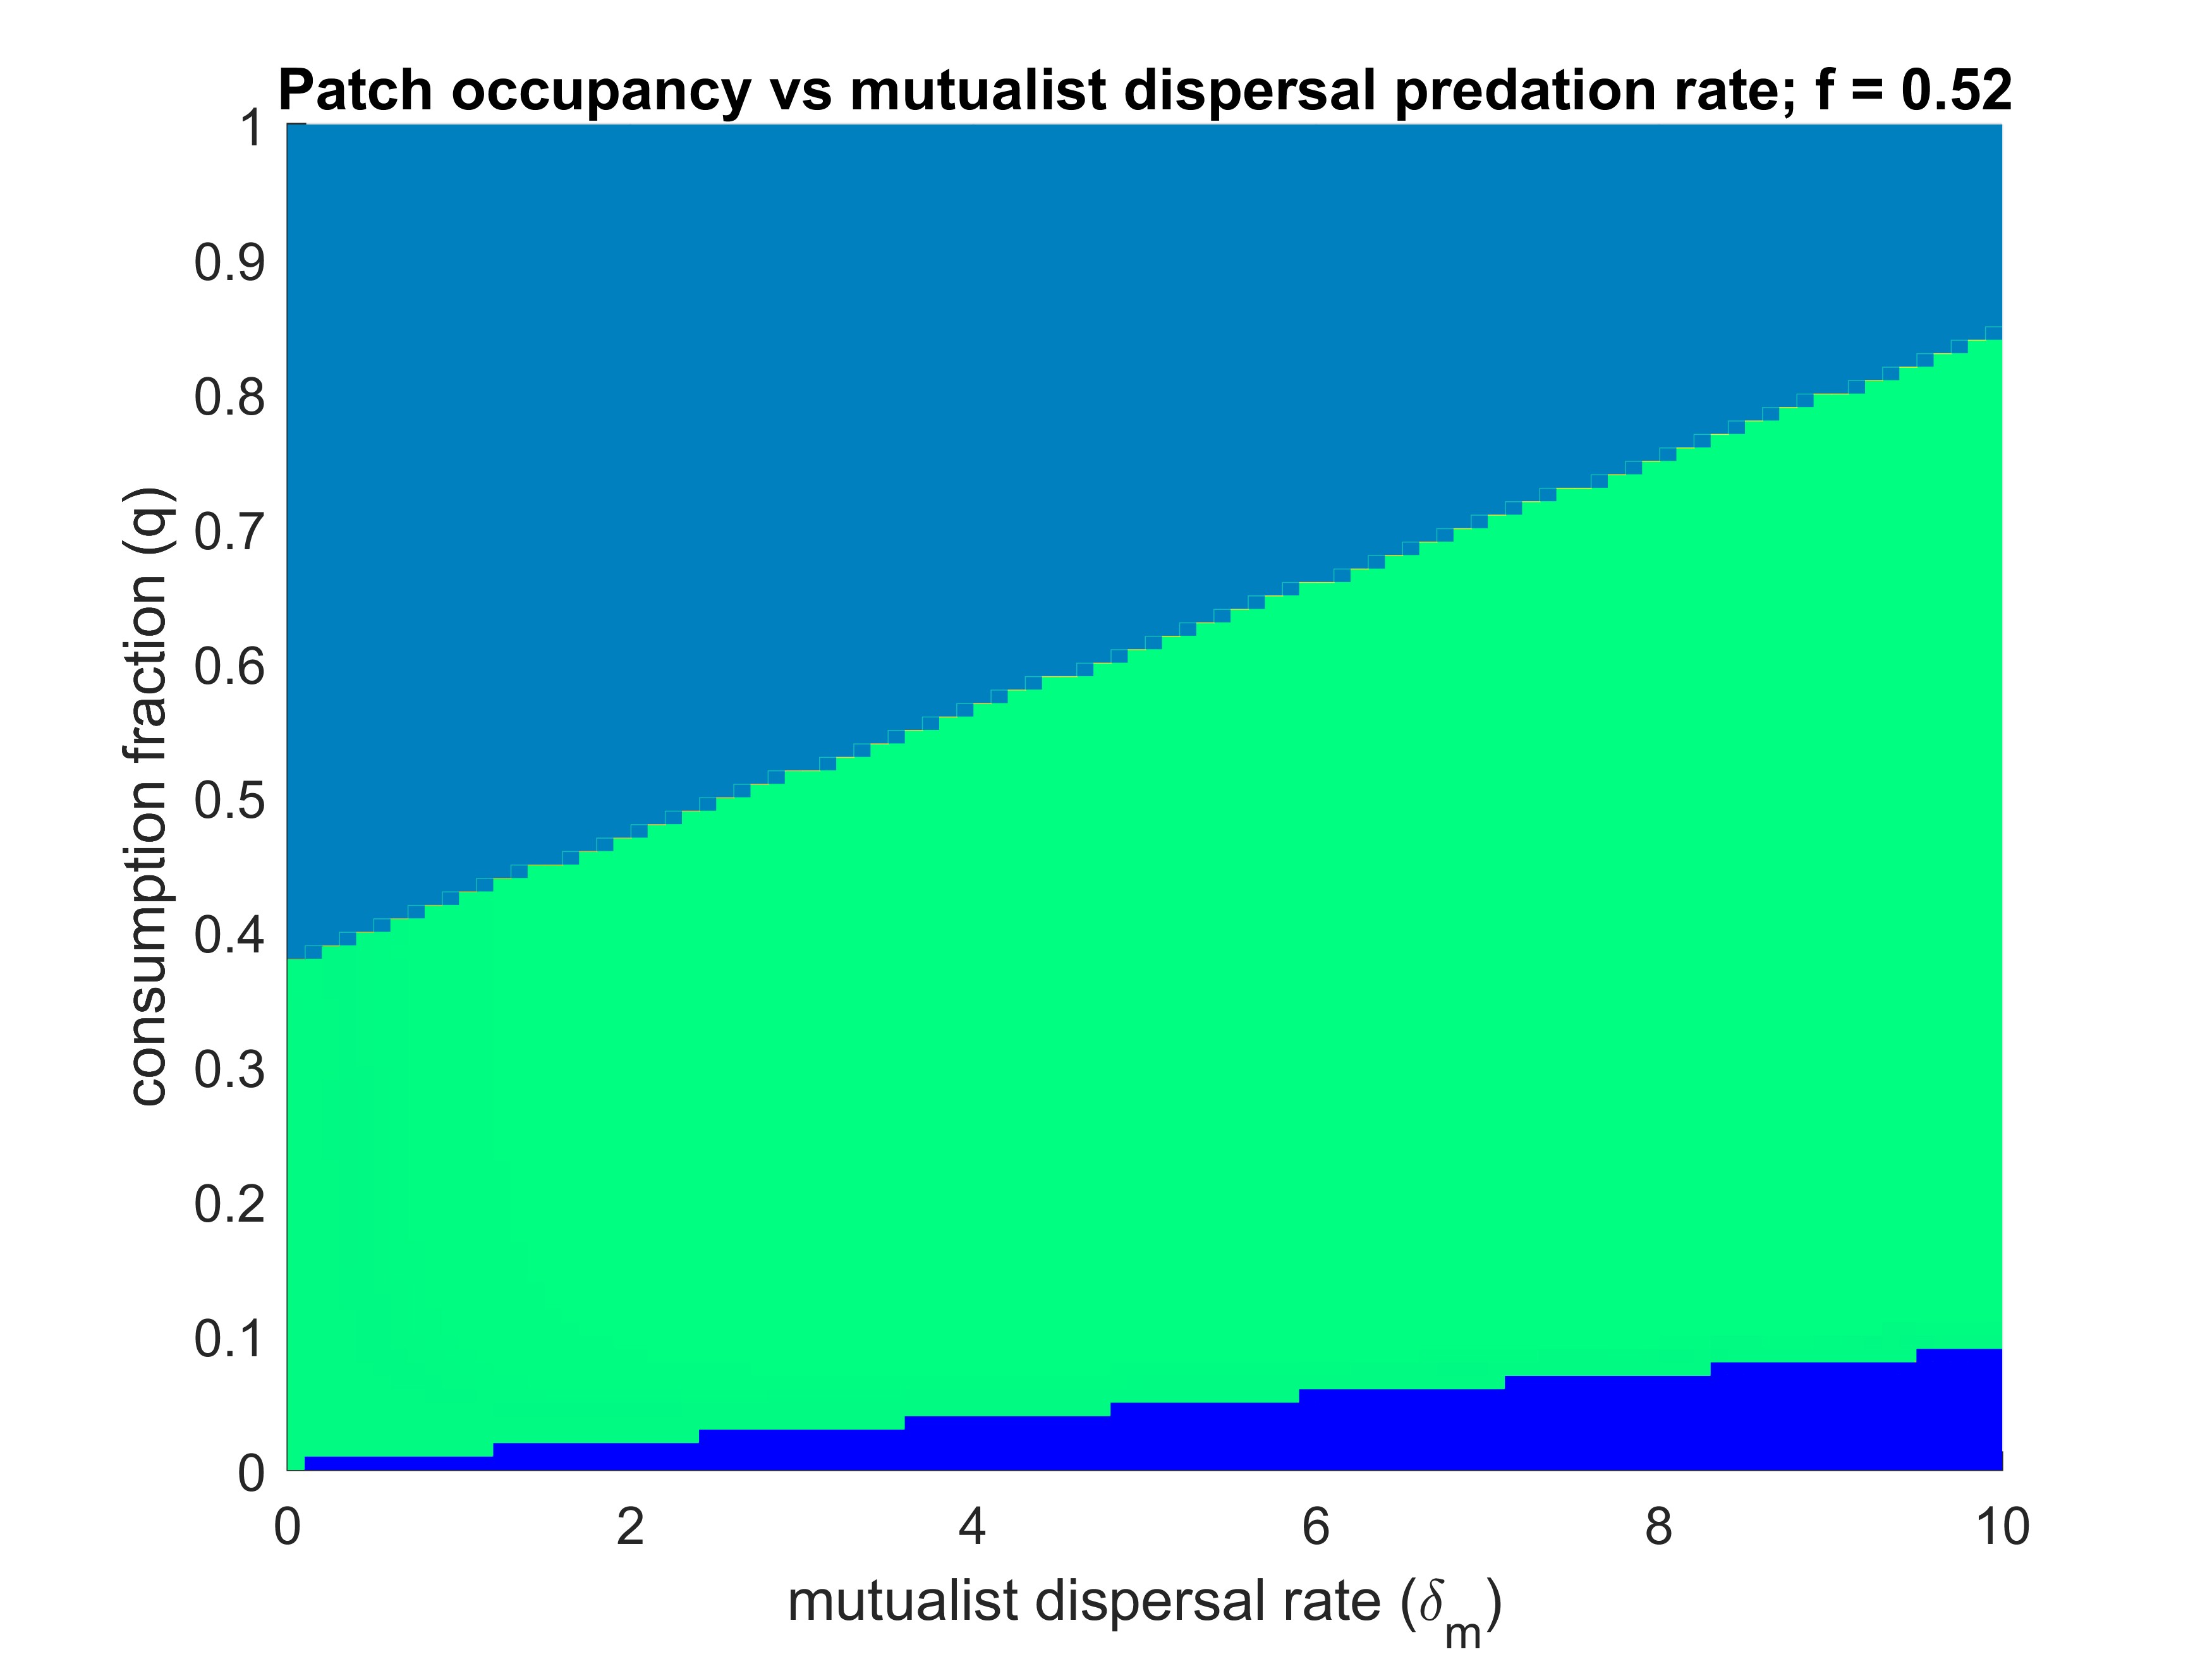 Patch occupancy vs mutualist dispersal predation rate; f = 0.52
1
0.9
0.8
0.7
0.6
0.5
0.4
0.3
0.2
0.1
0
consumption fraction (q)
0 2 4 6 8 10
mutualist dispersal rate (δm)